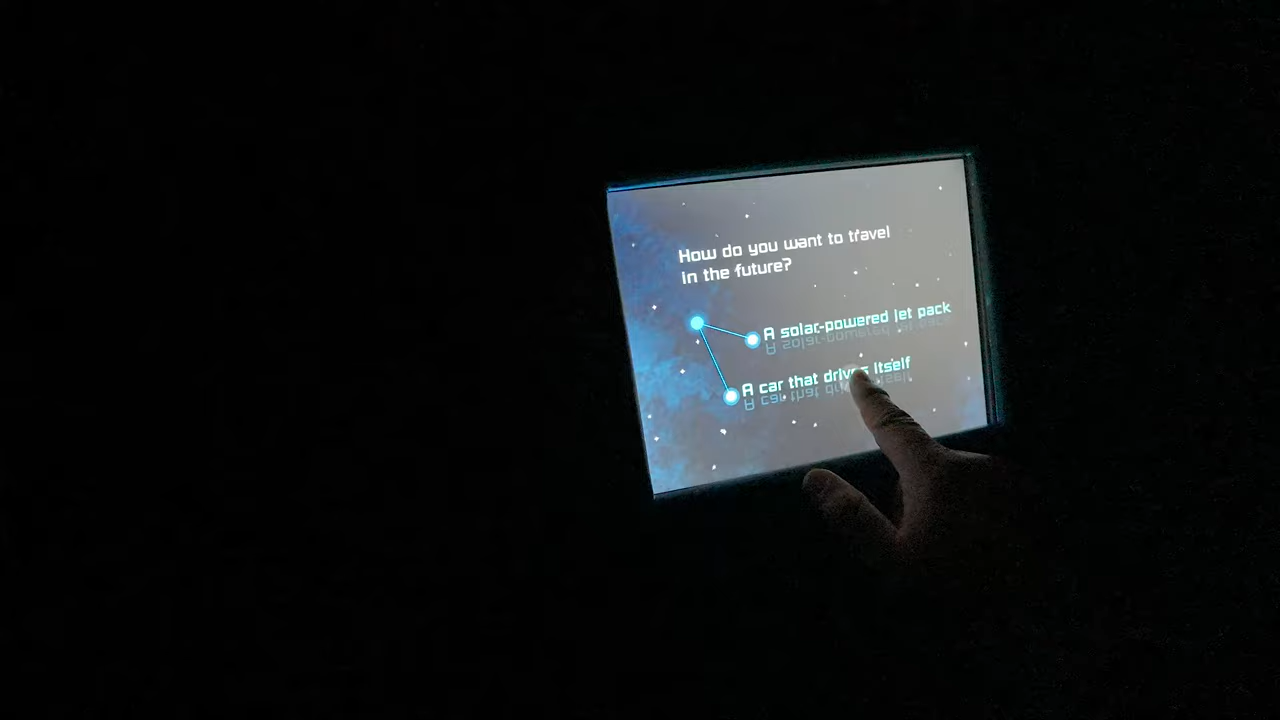 How do you want to travel
in the future?
A solar-powered jet pack
A car that drives itself